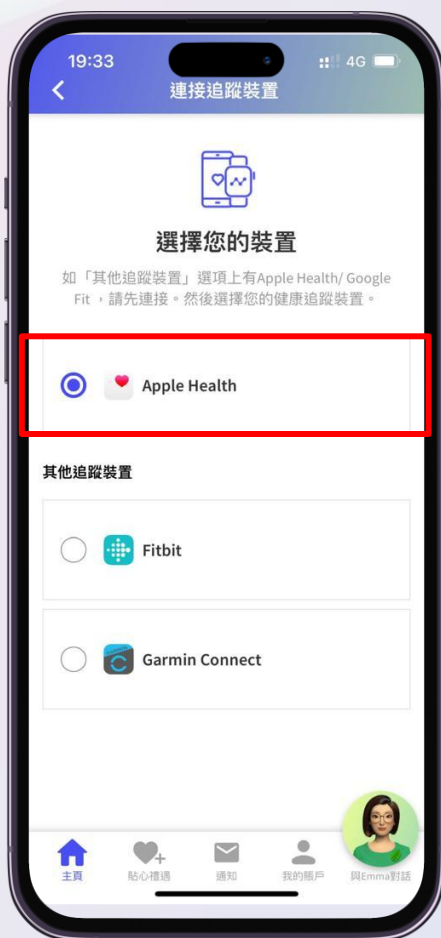 19:33
4G
連接追蹤裝置
選擇您的裝置
如「其他追蹤裝置」選項上有Apple Health/ Google
Fit ，請先連接。然後選擇您的健康追蹤裝置。
Apple Health
其他追蹤裝置
Fitbit
Garmin Connect
主頁
貼心禮遇
通知
我的賬戶
與Emma對話